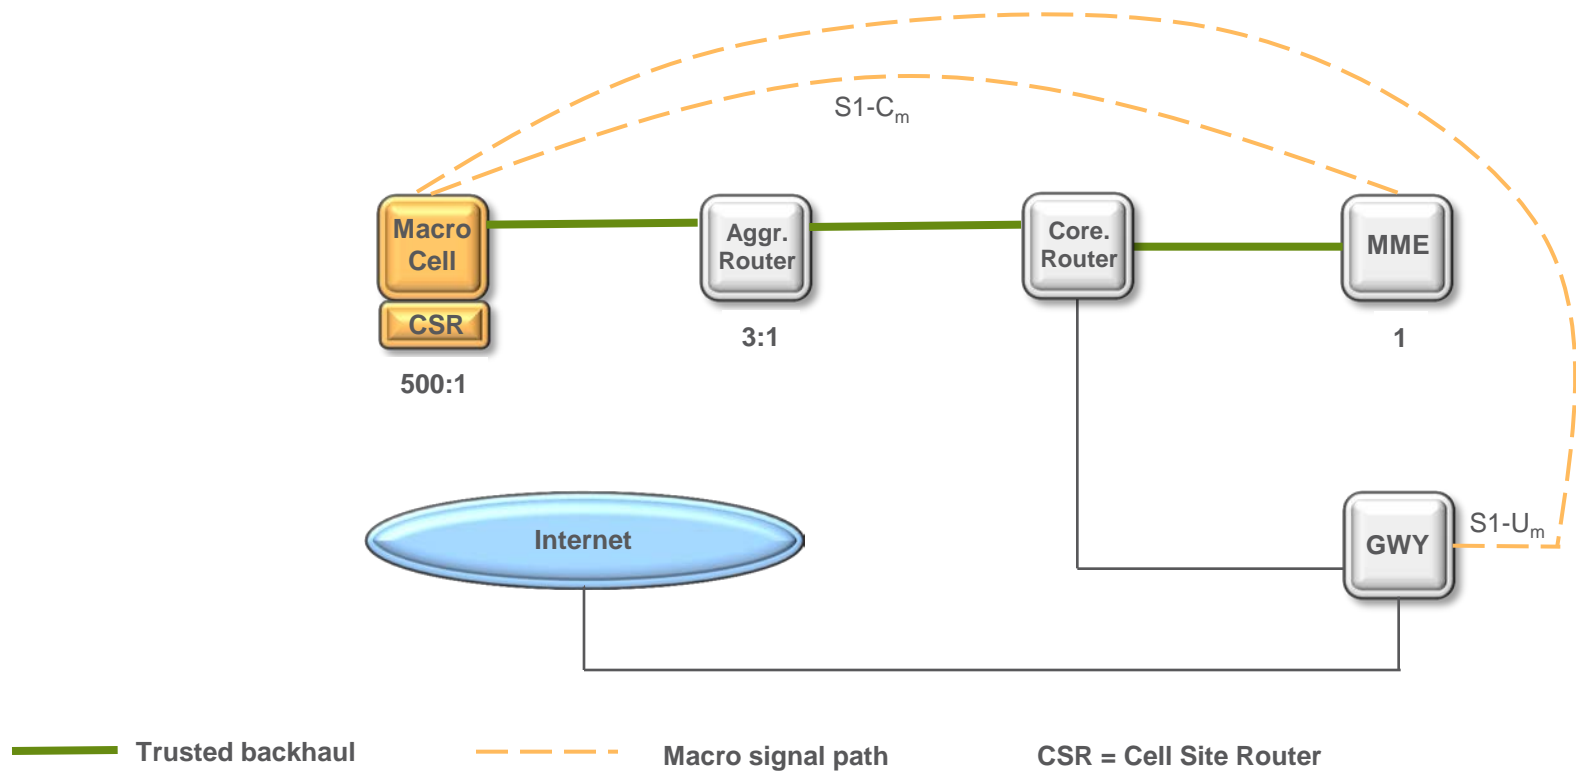 S1-Cm
Macro
Cell
CSR
500:1
Aggr.
Router
3:1
Core.
Router
MME
1
Internet
GWY
S1-Um
Trusted backhaul
Macro signal path
CSR = Cell Site Router